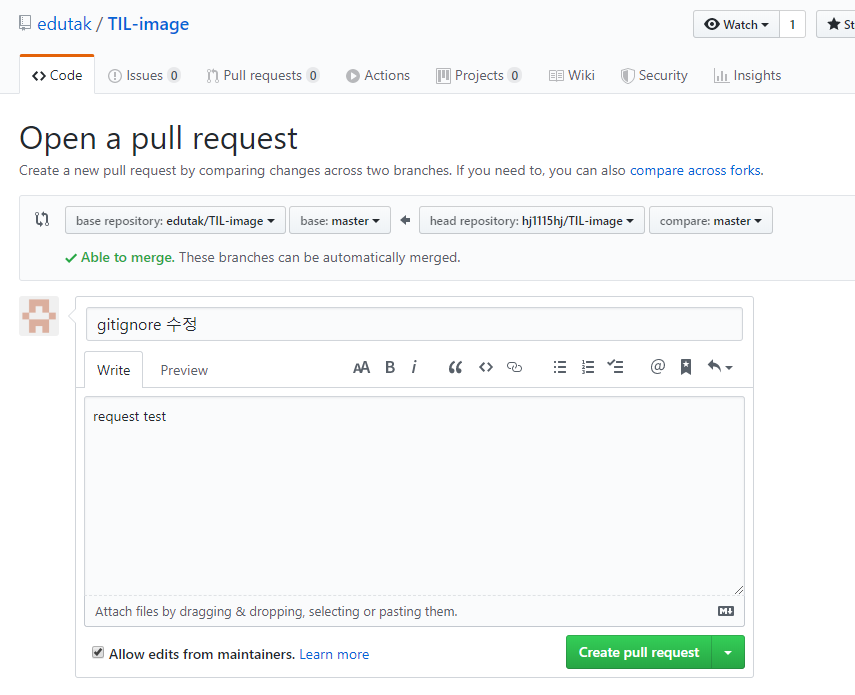 edutak / TIL-image
Watch 1 St
Code Issues 0 Pull requests 0 Actions Projects 0 Wiki Security Insights
Open a pull request
Create a new pull request by comparing changes across two branches. If you need to, you can also compare across forks.
base repository: edutak/TIL-image base: master head repository: hj1115hj/TIL-image compare: master
Able to merge. These branches can be automatically merged.
gitignore 수정
Write Preview AA B i @
request test
Attach files by dragging & dropping, selecting or pasting them.
Allow edits from maintainers. Learn more Create pull request